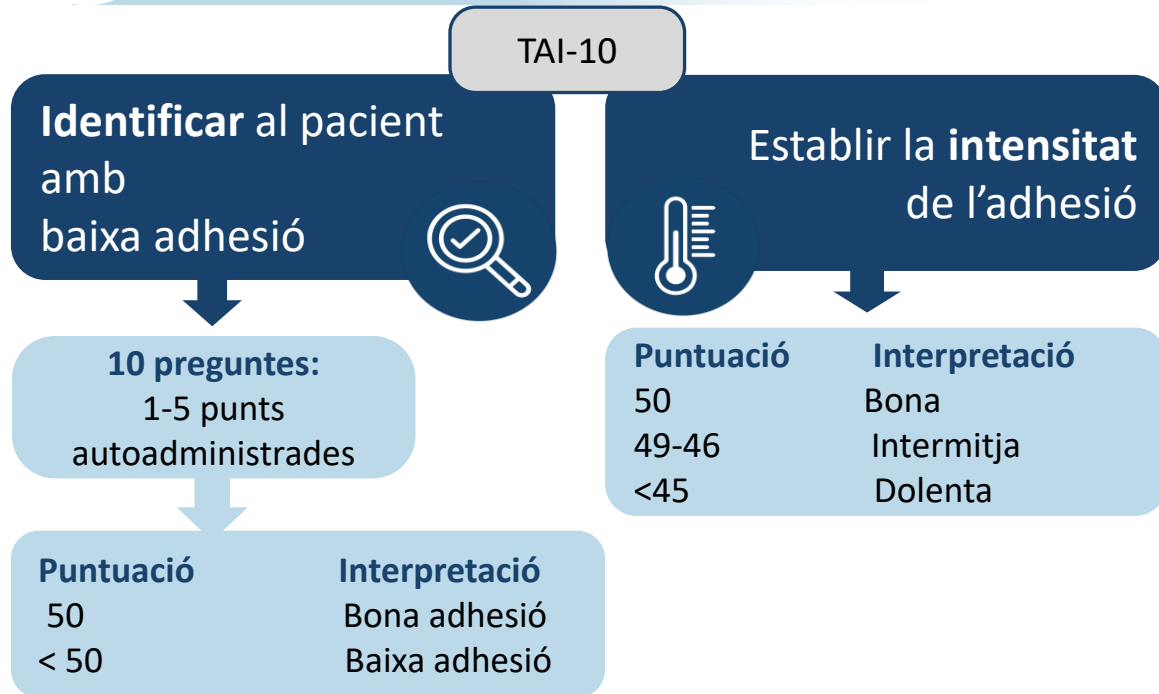 TAI-10
Identificar al pacient
amb
baixa adhesió
10 preguntes:
1-5 punts
autoadministrades
Puntuació Interpretació
50 Bona adhesió
< 50 Baixa adhesió
Establir la intensitat
de l’adhesió
Puntuació Interpretació
50 Bona
49-46 Intermitja
<45 Dolenta